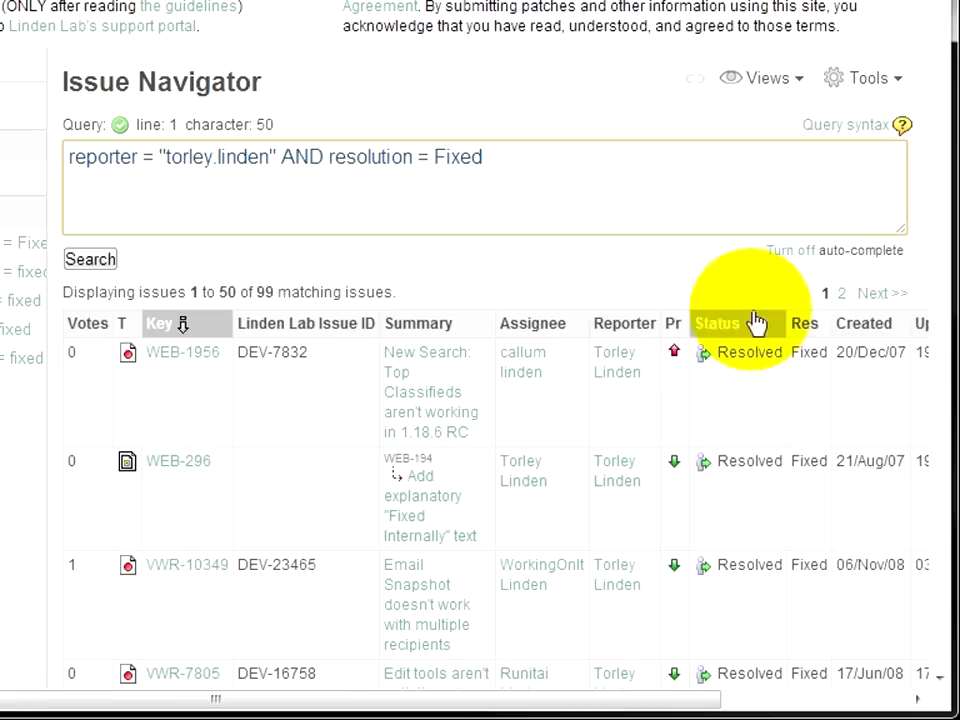 (ONLY after reading the guidelines)
Linden Lab's support portal.
Agreement. By submitting patches and other information using this site, you
acknowledge that you have read, understood, and agreed to those terms.
Issue Navigator
Views
Tools
Query: line: 1 character: 50
Query syntax ?
reporter = "torley.linden" AND resolution = Fixed
= fixed
= fixed
fixed
= fixed
Turn off auto-complete
Search
Displaying issues 1 to 50 of 99 matching issues.
1 2 Next >>
Votes T Key Linden Lab Issue ID Summary Assignee Reporter Pr Status Res Created
0 WEB-1956 DEV-7832 New Search: callum Torley Resolved Fixed 20/Dec/07 19
Top linden Linden
Classifieds
aren't working
in 1.18.6 RC
0 WEB-296 WEB-194 Torley Torley Resolved Fixed 21/Aug/07 19
Add Linden Linden
explanatory
"Fixed
Internally" text
1 VWR-10349 DEV-23465 Email WorkingOnIt Torley Resolved Fixed 06/Nov/08 03
Snapshot Linden Linden
doesn't work
with multiple
recipients
0 VWR-7805 DEV-16758 Edit tools aren't Runitai Torley Resolved Fixed 17/Jun/08 17